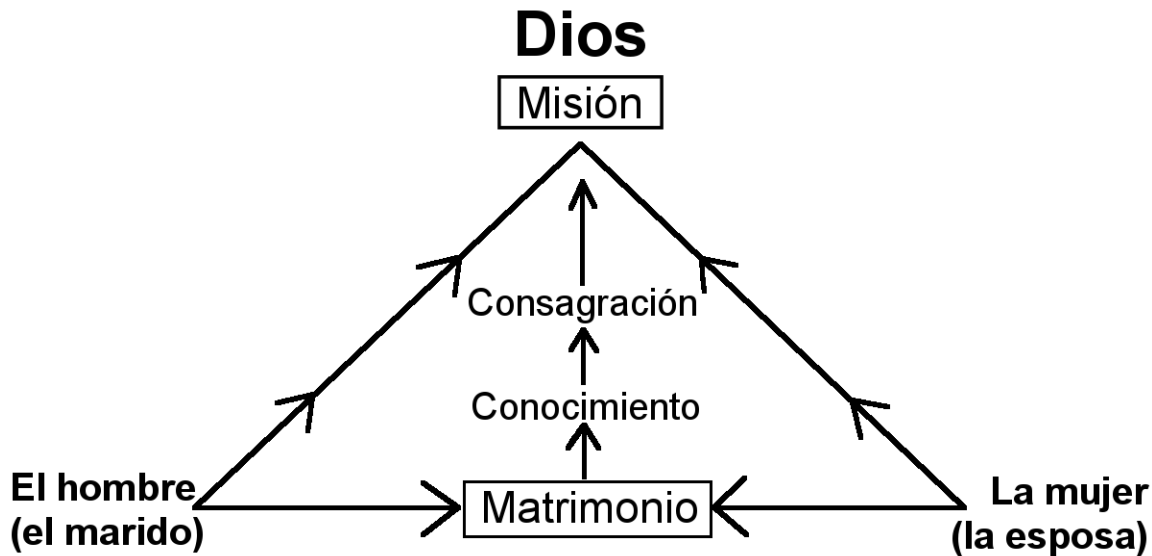 Dios
Misión
Consagración
Conocimiento
El hombre
(el marido)
Matrimonio
La mujer
(la esposa)